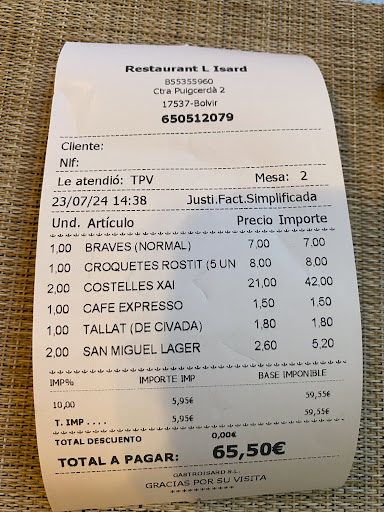 Restaurant L Isard
B55355960
Ctra Puigcerdà 2
17537-Bolvir
650512079
Cliente:
Nif:
Le atendió: TPV Mesa: 2
23/07/24 14:38 Justi.Fact.Simplificada
Und. Artículo Precio Importe
1,00 BRAVES (NORMAL) 7,00 7,00
1,00 CROQUETES ROSTIT (5 UN 8,00 8,00
2,00 COSTELLES XAI 21,00 42,00
1,00 CAFE EXPRESSO 1,50 1,50
1,00 TALLAT (DE CIVADA) 1,80 1,80
2,00 SAN MIGUEL LAGER 2,60 5,20
IMP% IMPORTE IMP BASE IMPONIBLE
10,00 5,95€ 59,55€
T. IMP .... 5,95€ 59,55€
TOTAL DESCUENTO 0,00€
TOTAL A PAGAR: 65,50€
GASTROISARD S.L.
GRACIAS POR SU VISITA
***********